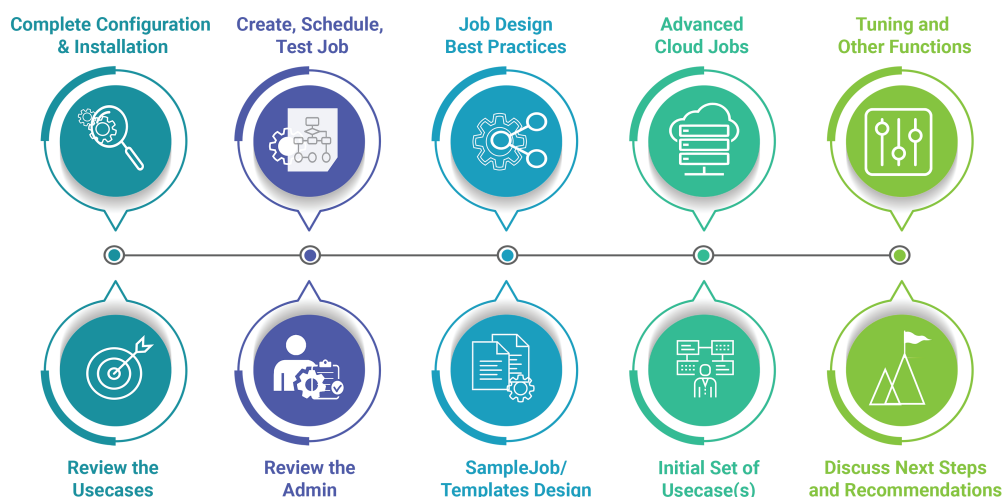 Complete Configuration
& Installation
Create, Schedule,
Test Job
Job Design
Best Practices
Advanced
Cloud Jobs
Tuning and
Other Functions
Review the
Usecases
Review the
Admin
SampleJob/
Templates Design
Initial Set of
Usecase(s)
Discuss Next Steps
and Recommendations